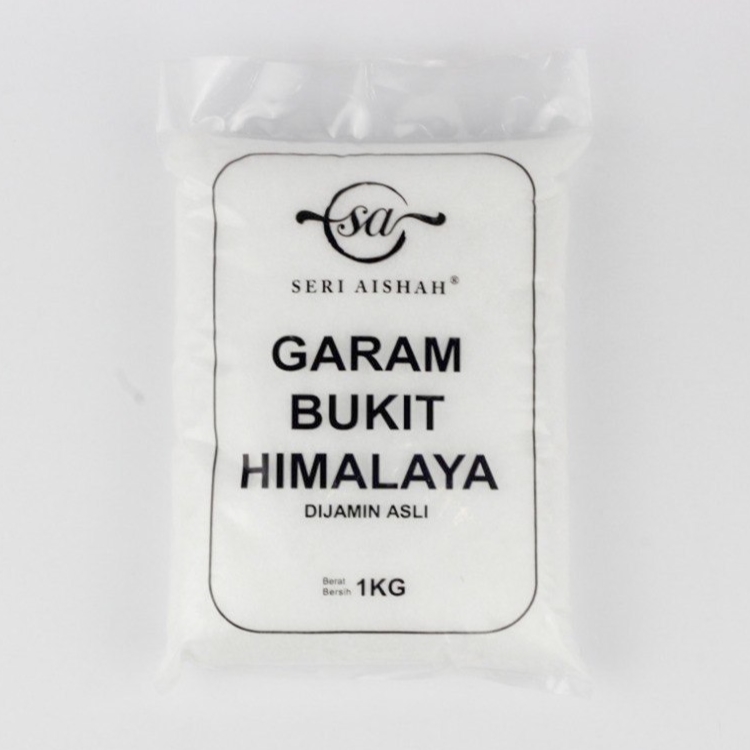 sa
SERI AISHAH®
GARAM
BUKIT
HIMALAYA
DIJAMIN ASLI
Berat
Bersih 1KG